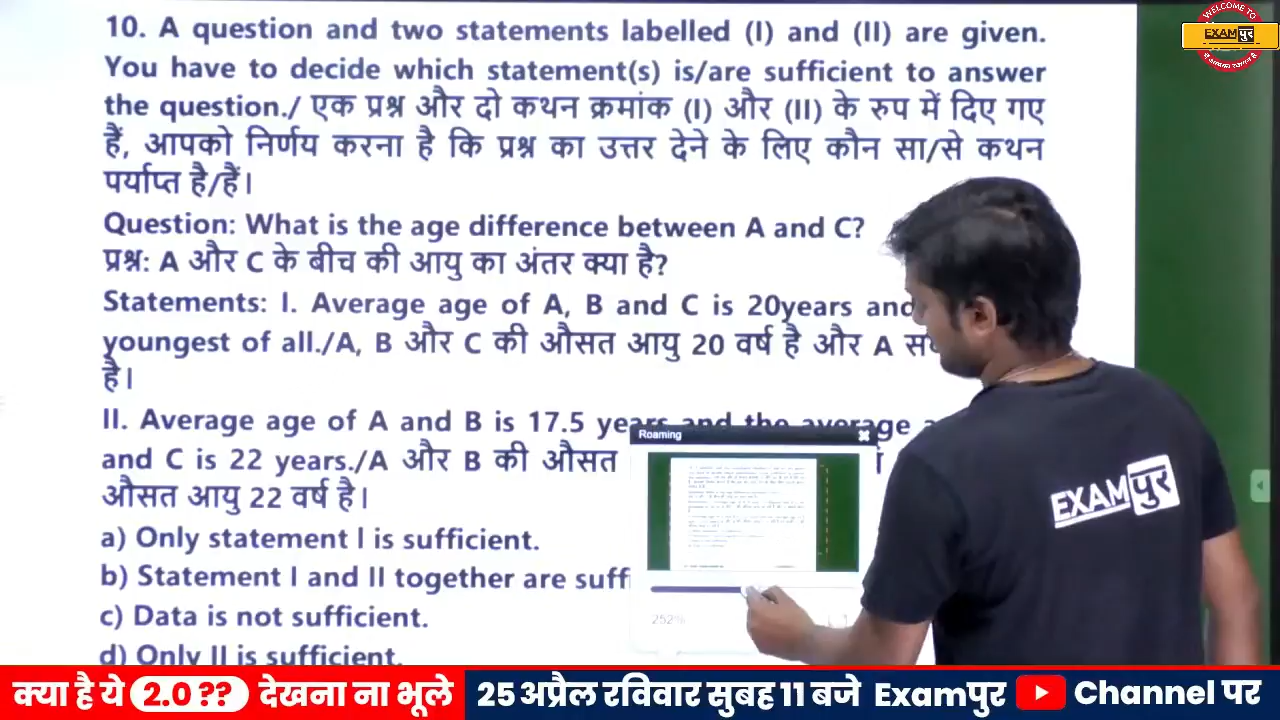 10. A question and two statements labelled (I) and (II) are given.
You have to decide which statement(s) is/are sufficient to answer
the question./ एक प्रश्न और दो कथन क्रमांक (I) और (II) के रुप में दिए गए
हैं, आपको निर्णय करना है कि प्रश्न का उत्तर देने के लिए कौन सा/से कथन
पर्याप्त है/हैं।
Question: What is the age difference between A and C?
प्रश्न: A और C के बीच की आयु का अंतर क्या है?
Statements: I. Average age of A, B and C is 20years and
youngest of all./A, B और C की औसत आयु 20 वर्ष है और A
है।
II. Average age of A and B is 17.5 years and the average
and C is 22 years./A और B की औसत
औसत आयु 22 वर्ष है।
a) Only statement I is sufficient.
b) Statement I and II together are
c) Data is not sufficient.
d) Only II is sufficient.
Roaming
252%
WELCOME TO
EXAMपुर
EXAMपुर
क्या है ये 2.0 ?? देखना ना भूले 25 अप्रैल रविवार सुबह 11 बजे Examपुर Channel पर